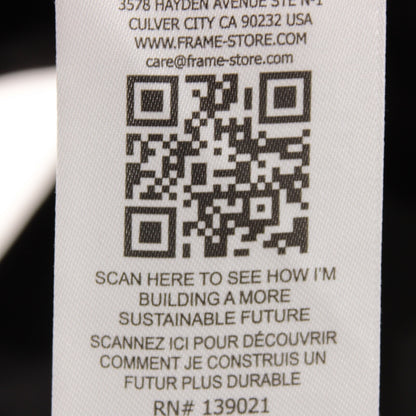 3578 HAYDEN AVENUE STE N-1
CULVER CITY CA 90232 USA
WWW.FRAME-STORE.COM
care@frame-store.com
SCAN HERE TO SEE HOW I'M
BUILDING A MORE
SUSTAINABLE FUTURE
SCANNEZ ICI POUR DÉCOUVRIR
COMMENT JE CONSTRUIS UN
FUTUR PLUS DURABLE
RN# 139021